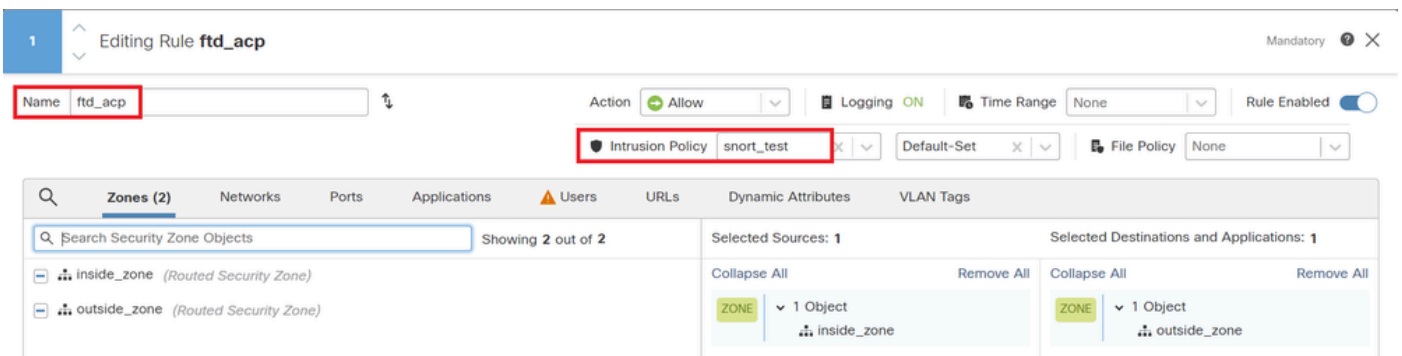 1 Editing Rule ftd_acp Mandatory
Name ftd_acp Action Allow Logging ON Time Range None Rule Enabled
Intrusion Policy snort_test Default-Set File Policy None
Zones (2) Networks Ports Applications Users URLs Dynamic Attributes VLAN Tags
Search Security Zone Objects Showing 2 out of 2 Selected Sources: 1 Selected Destinations and Applications: 1
inside_zone (Routed Security Zone) Collapse All Remove All Collapse All Remove All
outside_zone (Routed Security Zone) ZONE 1 Object ZONE 1 Object
inside_zone outside_zone